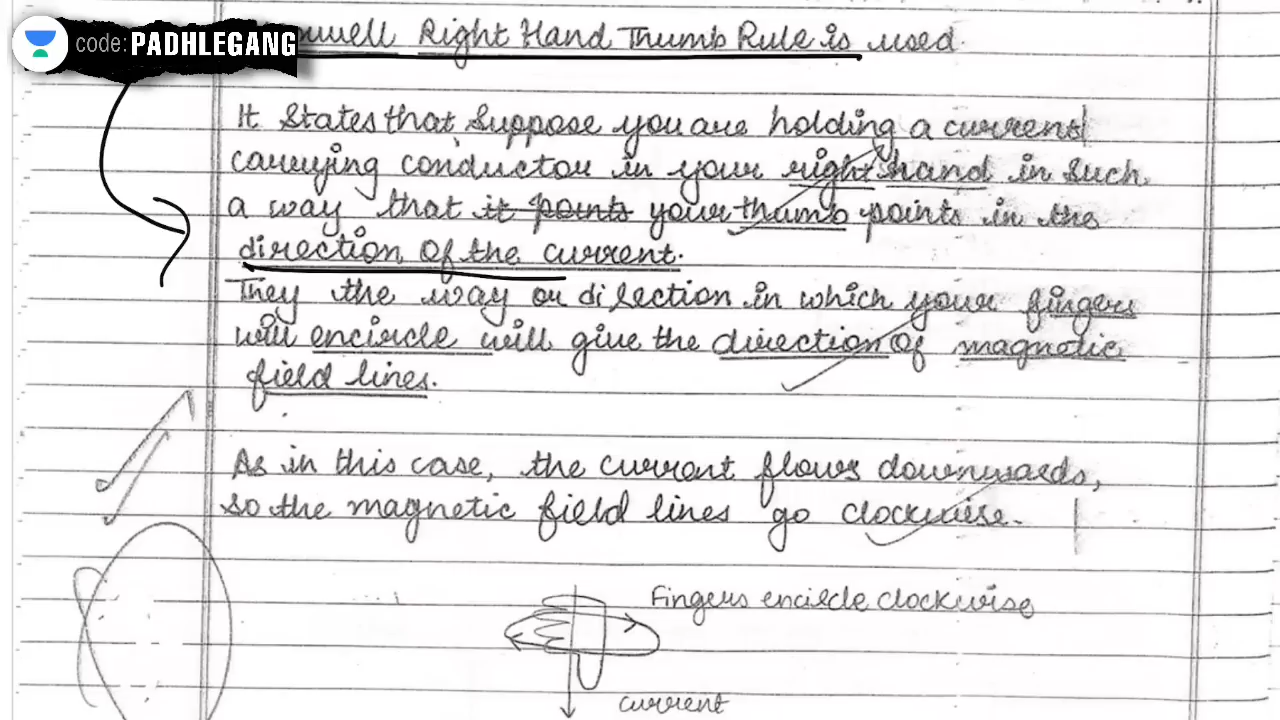 code: PADHLEGANG
Right Hand Thumb Rule is used.
It states that, suppose you are holding a current
carrying conductor in your right hand in such
a way that it points your thumb points in the
direction of the current.
They the way or direction in which your fingers
will encircle will give the direction of magnetic
field lines.
As in this case, the current flows downwards,
so the magnetic field lines go clockwise.
Fingers encircle clockwise
current